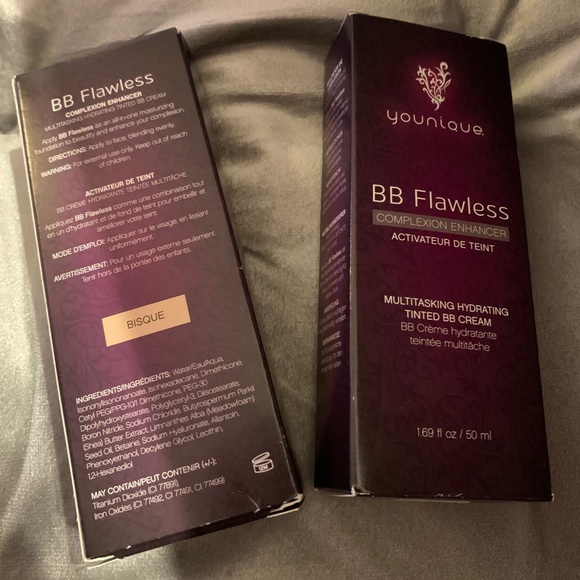 BB Flawless
COMPLEXION ENHANCER
MULTITASKING HYDRATING TINTED BB CREAM
Apply BB Flawless as an all-in-one moisturizing
foundation to beautify and enhance your complexion.
DIRECTIONS: Apply to face, blending evenly.
WARNING: For external use only. Keep out of reach
of children.
ACTIVATEUR DE TEINT
BB CRÈME HYDRATANTE TEINTÉE MULTITÂCHE
Appliquez BB Flawless comme une combinaison tout
en un d'hydratant et de fond de teint pour embellir et
améliorer votre teint.
MODE D'EMPLOI: Appliquer sur le visage, en lissant
uniformément.
AVERTISSEMENT: Pour un usage externe seulement.
Tenir hors de la portée des enfants.
BISQUE
INGREDIENTS/INGRÉDIENTS: Water/Eau/Aqua,
Isononyl Isononanoate, Isohexadecane, Dimethicone,
Cetyl PEG/PPG-10/1 Dimethicone, PEG-30
Dipolyhydroxystearate, Polyglyceryl-3, Diisostearate,
Boron Nitride, Sodium Chloride, Butyrospermum Parkii
(Shea) Butter Extract, Limnanthes Alba (Meadowfoam)
Seed Oil, Betaine, Sodium Hyaluronate, Allantoin,
Phenoxyethanol, Decylene Glycol, Lecithin,
1,2-Hexanediol
MAY CONTAIN/PEUT CONTENIR (+/-):
Titanium Dioxide (CI 77891),
Iron Oxides (CI 77492, CI 77491, CI 77499)
younique
BB Flawless
COMPLEXION ENHANCER
ACTIVATEUR DE TEINT
MULTITASKING HYDRATING
TINTED BB CREAM
BB Crème hydratante
teintée multitâche
1.69 fl oz / 50 ml